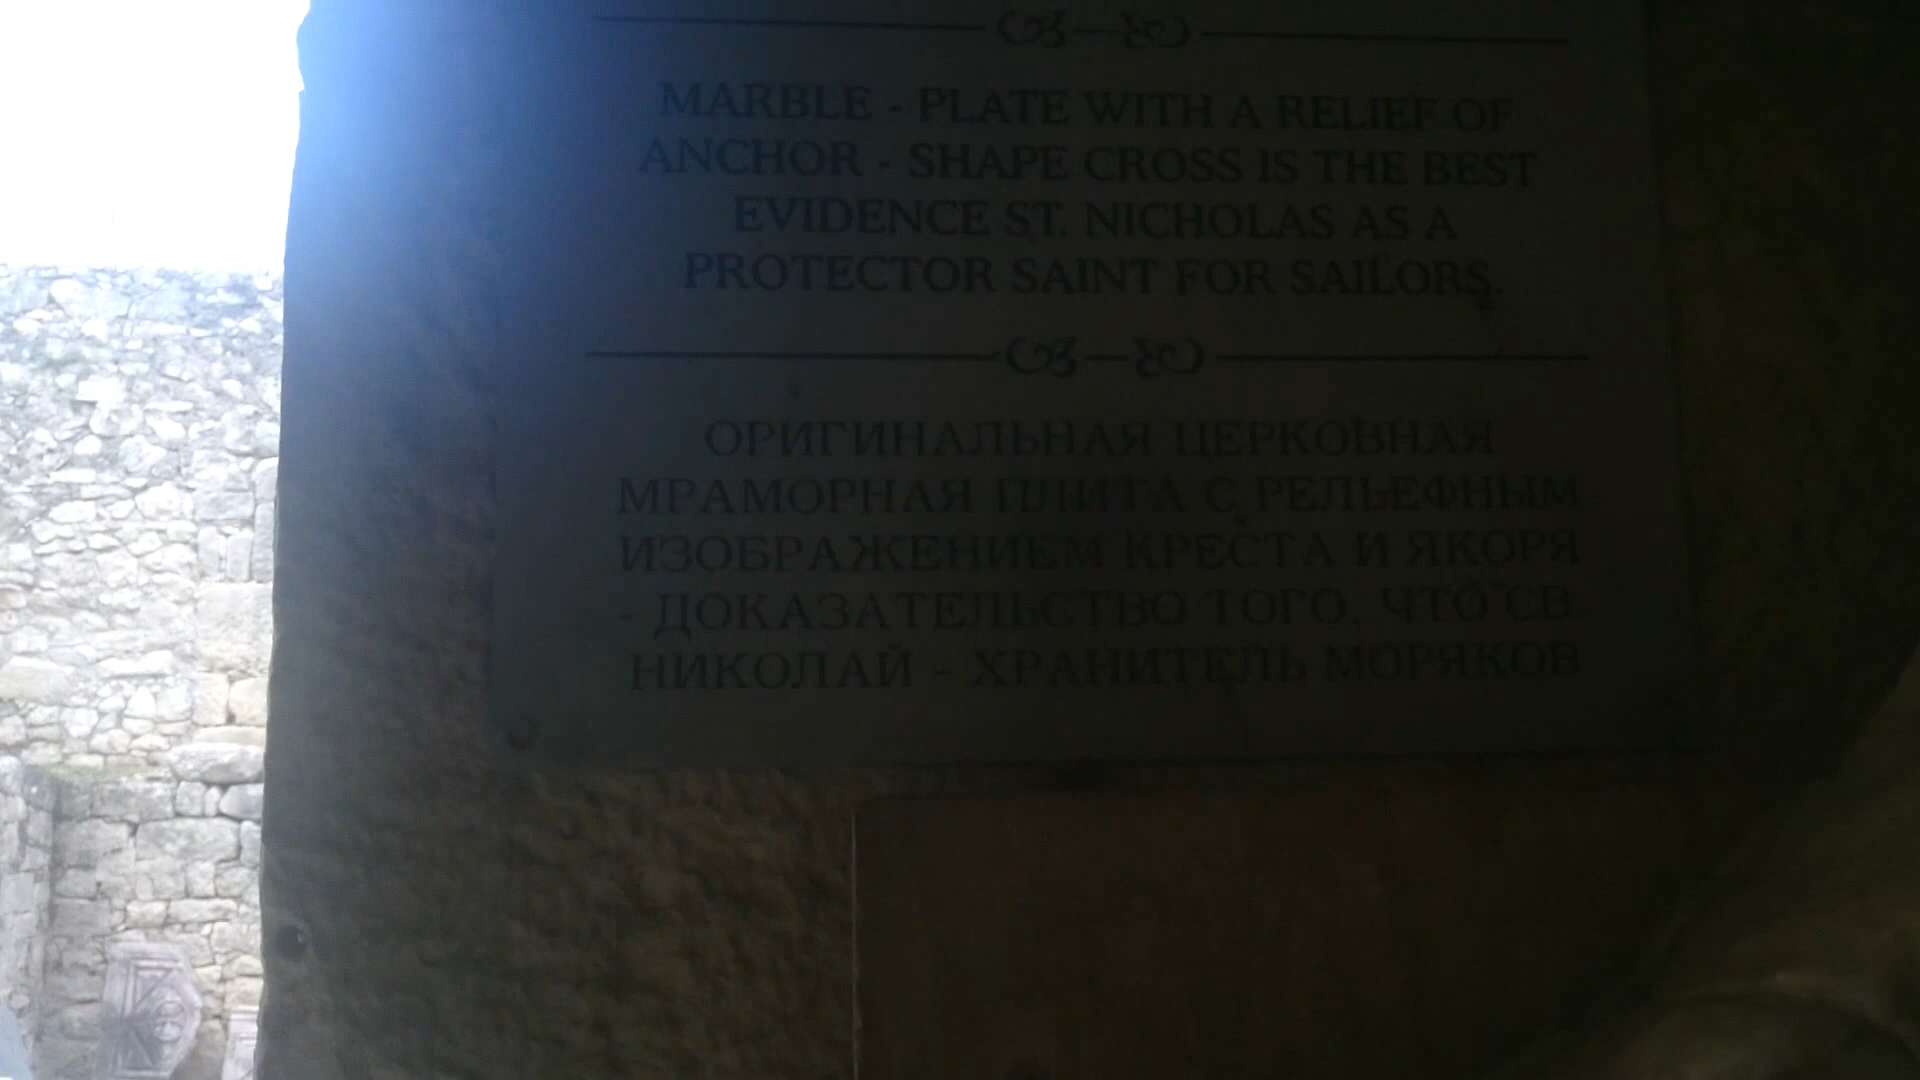 MARBLE - PLATE WITH A RELIEF OF
ANCHOR - SHAPE CROSS IS THE BEST
EVIDENCE ST. NICHOLAS AS A
PROTECTOR SAINT FOR SAILORS.
ОРИГИНАЛЬНАЯ ЦЕРКОВНАЯ
МРАМОРНАЯ ПЛИТА С РЕЛЬЕФНЫМ
ИЗОБРАЖЕНИЕМ КРЕСТА И ЯКОРЯ
- ДОКАЗАТЕЛЬСТВО ТОГО, ЧТО СВ.
НИКОЛАЙ - ХРАНИТЕЛЬ МОРЯКОВ